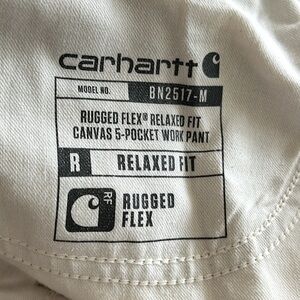 carhartt
MODEL NO. BN2517-M
RUGGED FLEX® RELAXED FIT
CANVAS 5-POCKET WORK PANT
R RELAXED FIT
RF RUGGED
FLEX